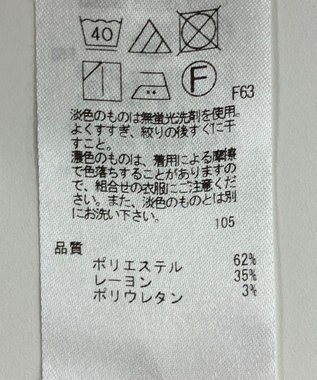 40
F
F63
淡色のものは無蛍光洗剤を使用。
よくすすぎ、絞りの後すぐに干
すこと。
濃色のものは、着用による摩擦
で色落ちすることがありますの
で、組合せの衣服にご注意くだ
さい。また、淡色のものとは別
にお洗い下さい。
105
品質
ポリエステル 62%
レーヨン 35%
ポリウレタン 3%